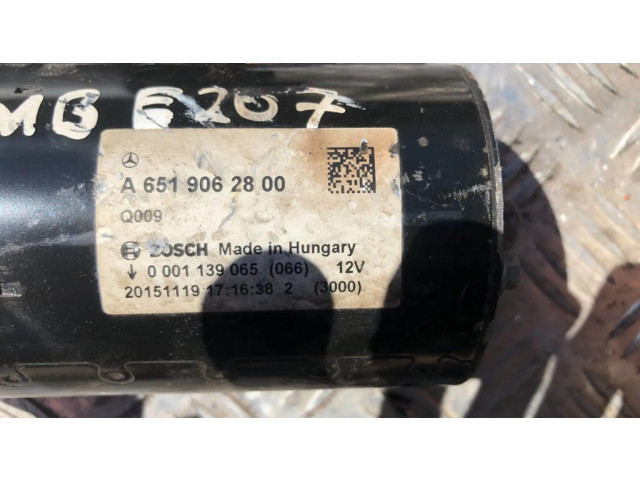 MB E207
A 651 906 28 00
Q009
BOSCH Made in Hungary
0 001 139 065 (066) 12V
20151119 17:16:38 2 (3000)